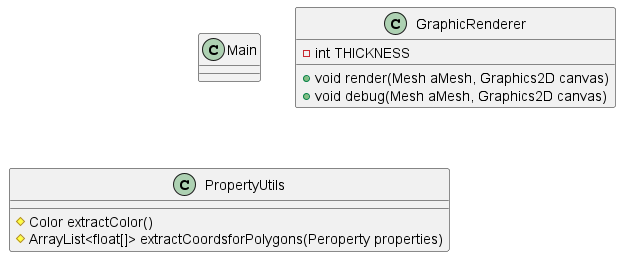 C Main
C GraphicRenderer
int THICKNESS
void render(Mesh aMesh, Graphics2D canvas)
void debug(Mesh aMesh, Graphics2D canvas)
C PropertyUtils
Color extractColor()
ArrayList<float[]> extractCoordsforPolygons(Peroperty properties)